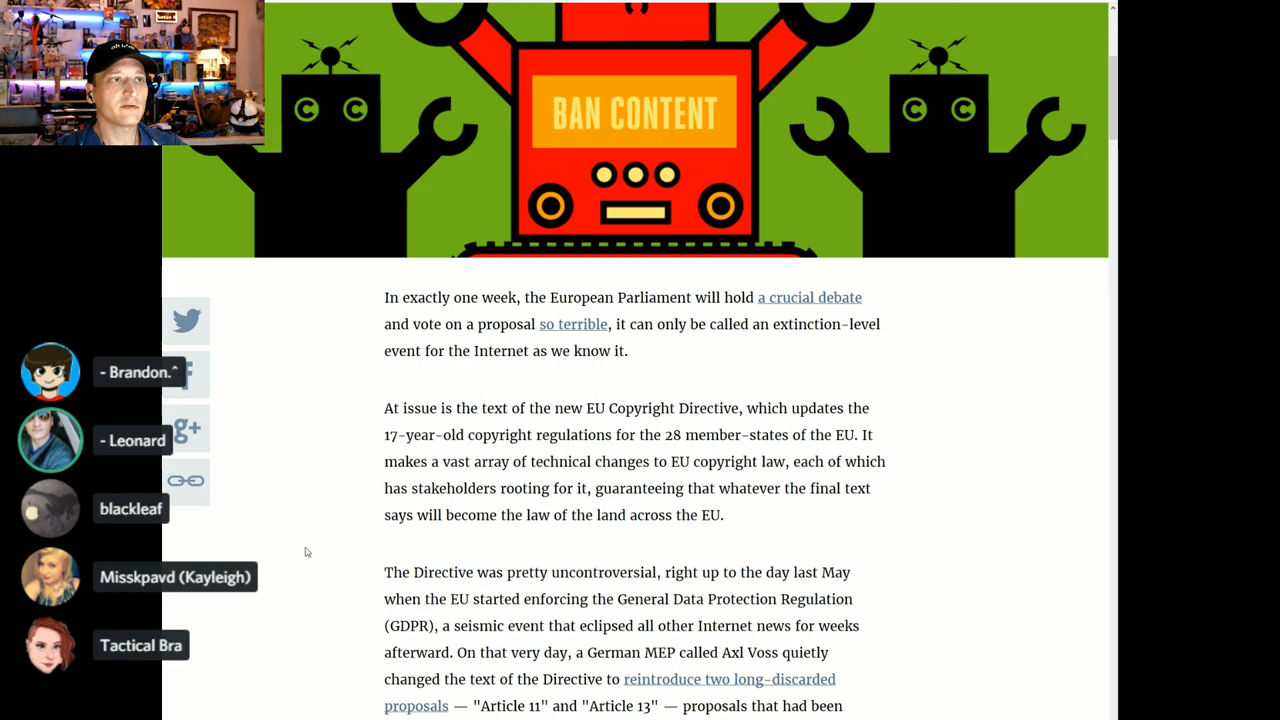 BAN CONTENT
In exactly one week, the European Parliament will hold a crucial debate
and vote on a proposal so terrible, it can only be called an extinction-level
event for the Internet as we know it.
At issue is the text of the new EU Copyright Directive, which updates the
17-year-old copyright regulations for the 28 member-states of the EU. It
makes a vast array of technical changes to EU copyright law, each of which
has stakeholders rooting for it, guaranteeing that whatever the final text
says will become the law of the land across the EU.
The Directive was pretty uncontroversial, right up to the day last May
when the EU started enforcing the General Data Protection Regulation
(GDPR), a seismic event that eclipsed all other Internet news for weeks
afterward. On that very day, a German MEP called Axl Voss quietly
changed the text of the Directive to reintroduce two long-discarded
proposals — "Article 11" and "Article 13" — proposals that had been
g+
- Brandon.^
- Leonard
blackleaf
Misskpavd (Kayleigh)
Tactical Bra